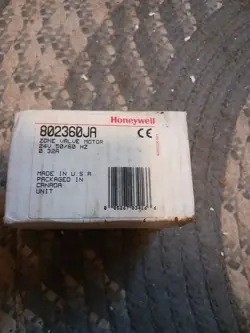 Honeywell
802360JA
ZONE VALVE MOTOR
24V 50/60 HZ
0.32A
CE
MADE IN U.S.A
PACKAGED IN
CANADA
UNIT